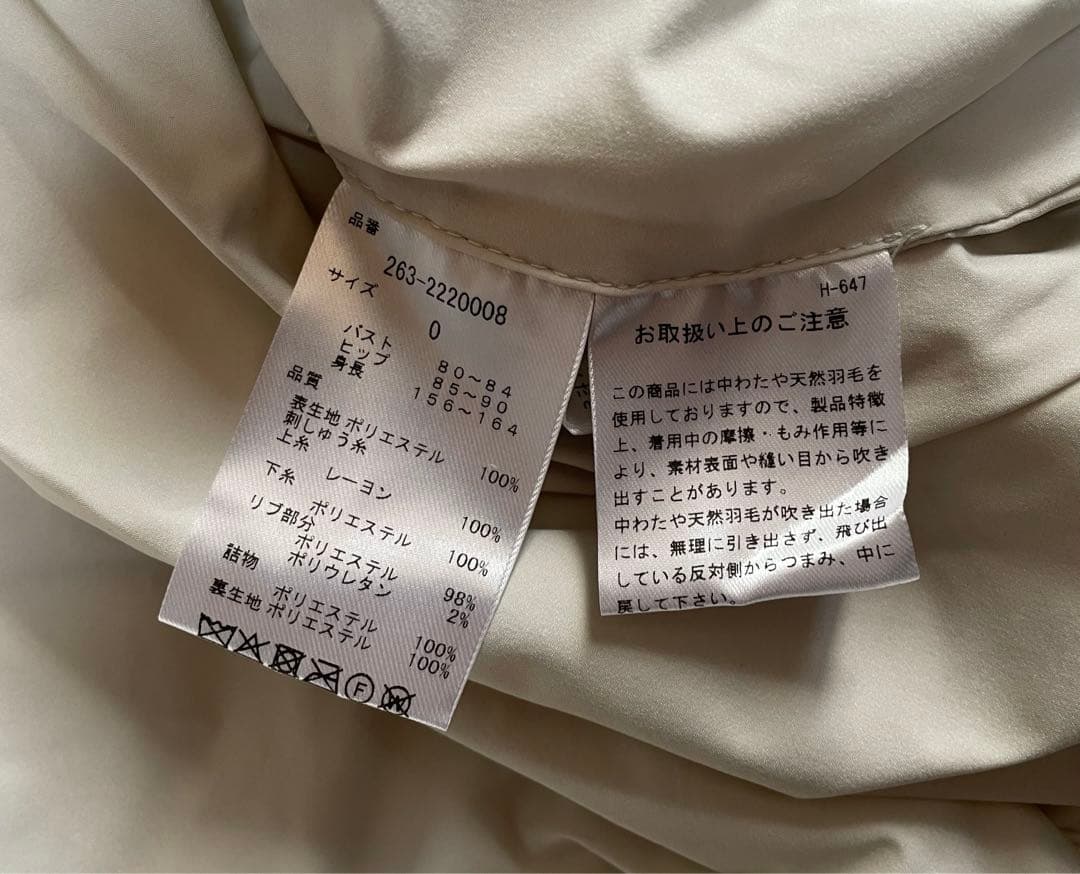 品番
263-2220008
サイズ
0
バスト 80～84
ヒップ 85～90
身長 156～164
品質
表生地 ポリエステル 100%
刺しゅう糸
上糸 レーヨン 100%
下糸 ポリエステル 100%
リブ部分
ポリエステル 98%
ポリウレタン 2%
詰物 ポリエステル 100%
裏生地 ポリエステル 100%
F
W
H-647
お取扱い上のご注意
この商品には中わたや天然羽毛を
使用しておりますので、製品特徴
上、着用中の摩擦・もみ作用等に
より、素材表面や縫い目から吹き
出すことがあります。
中わたや天然羽毛が吹き出た場合
には、無理に引き出さず、飛び出
している反対側からつまみ、中に
戻して下さい。